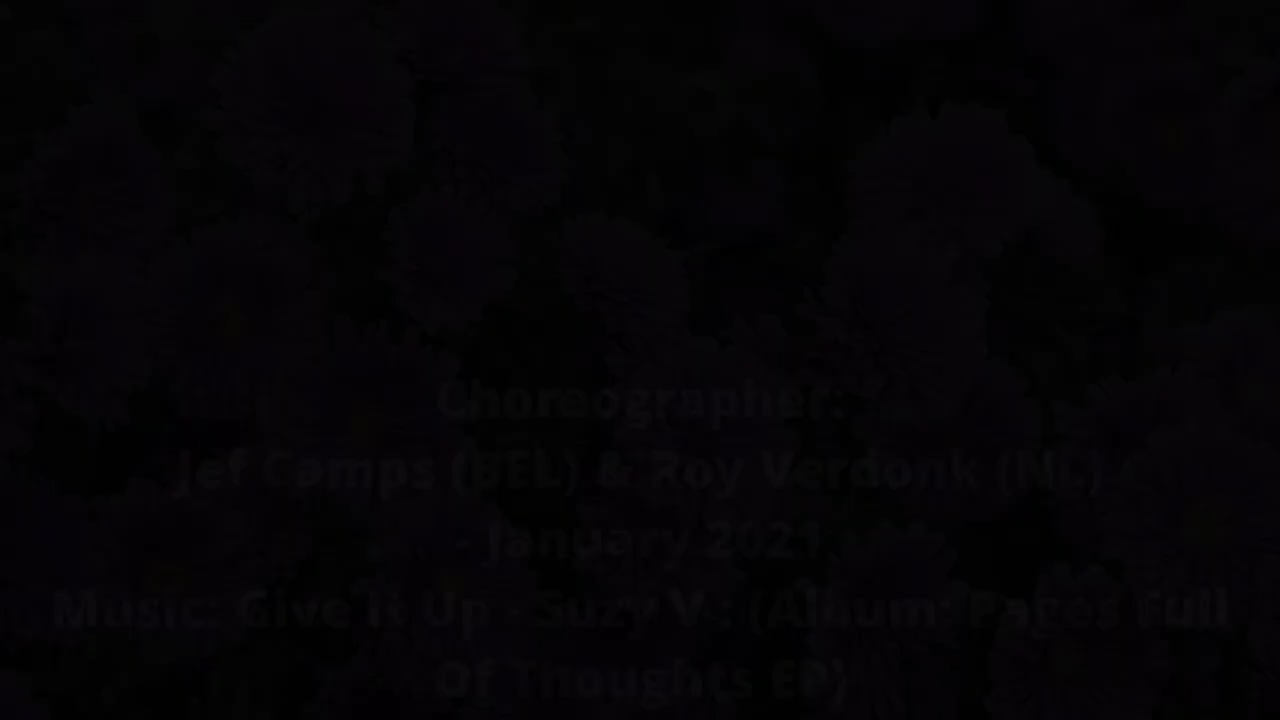 Choreographer:
Jef Camps (BEL) & Roy Verdonk (NL)
- January 2021
Music: Give It Up - Suzy V : (Album: Pages Full
Of Thoughts EP)